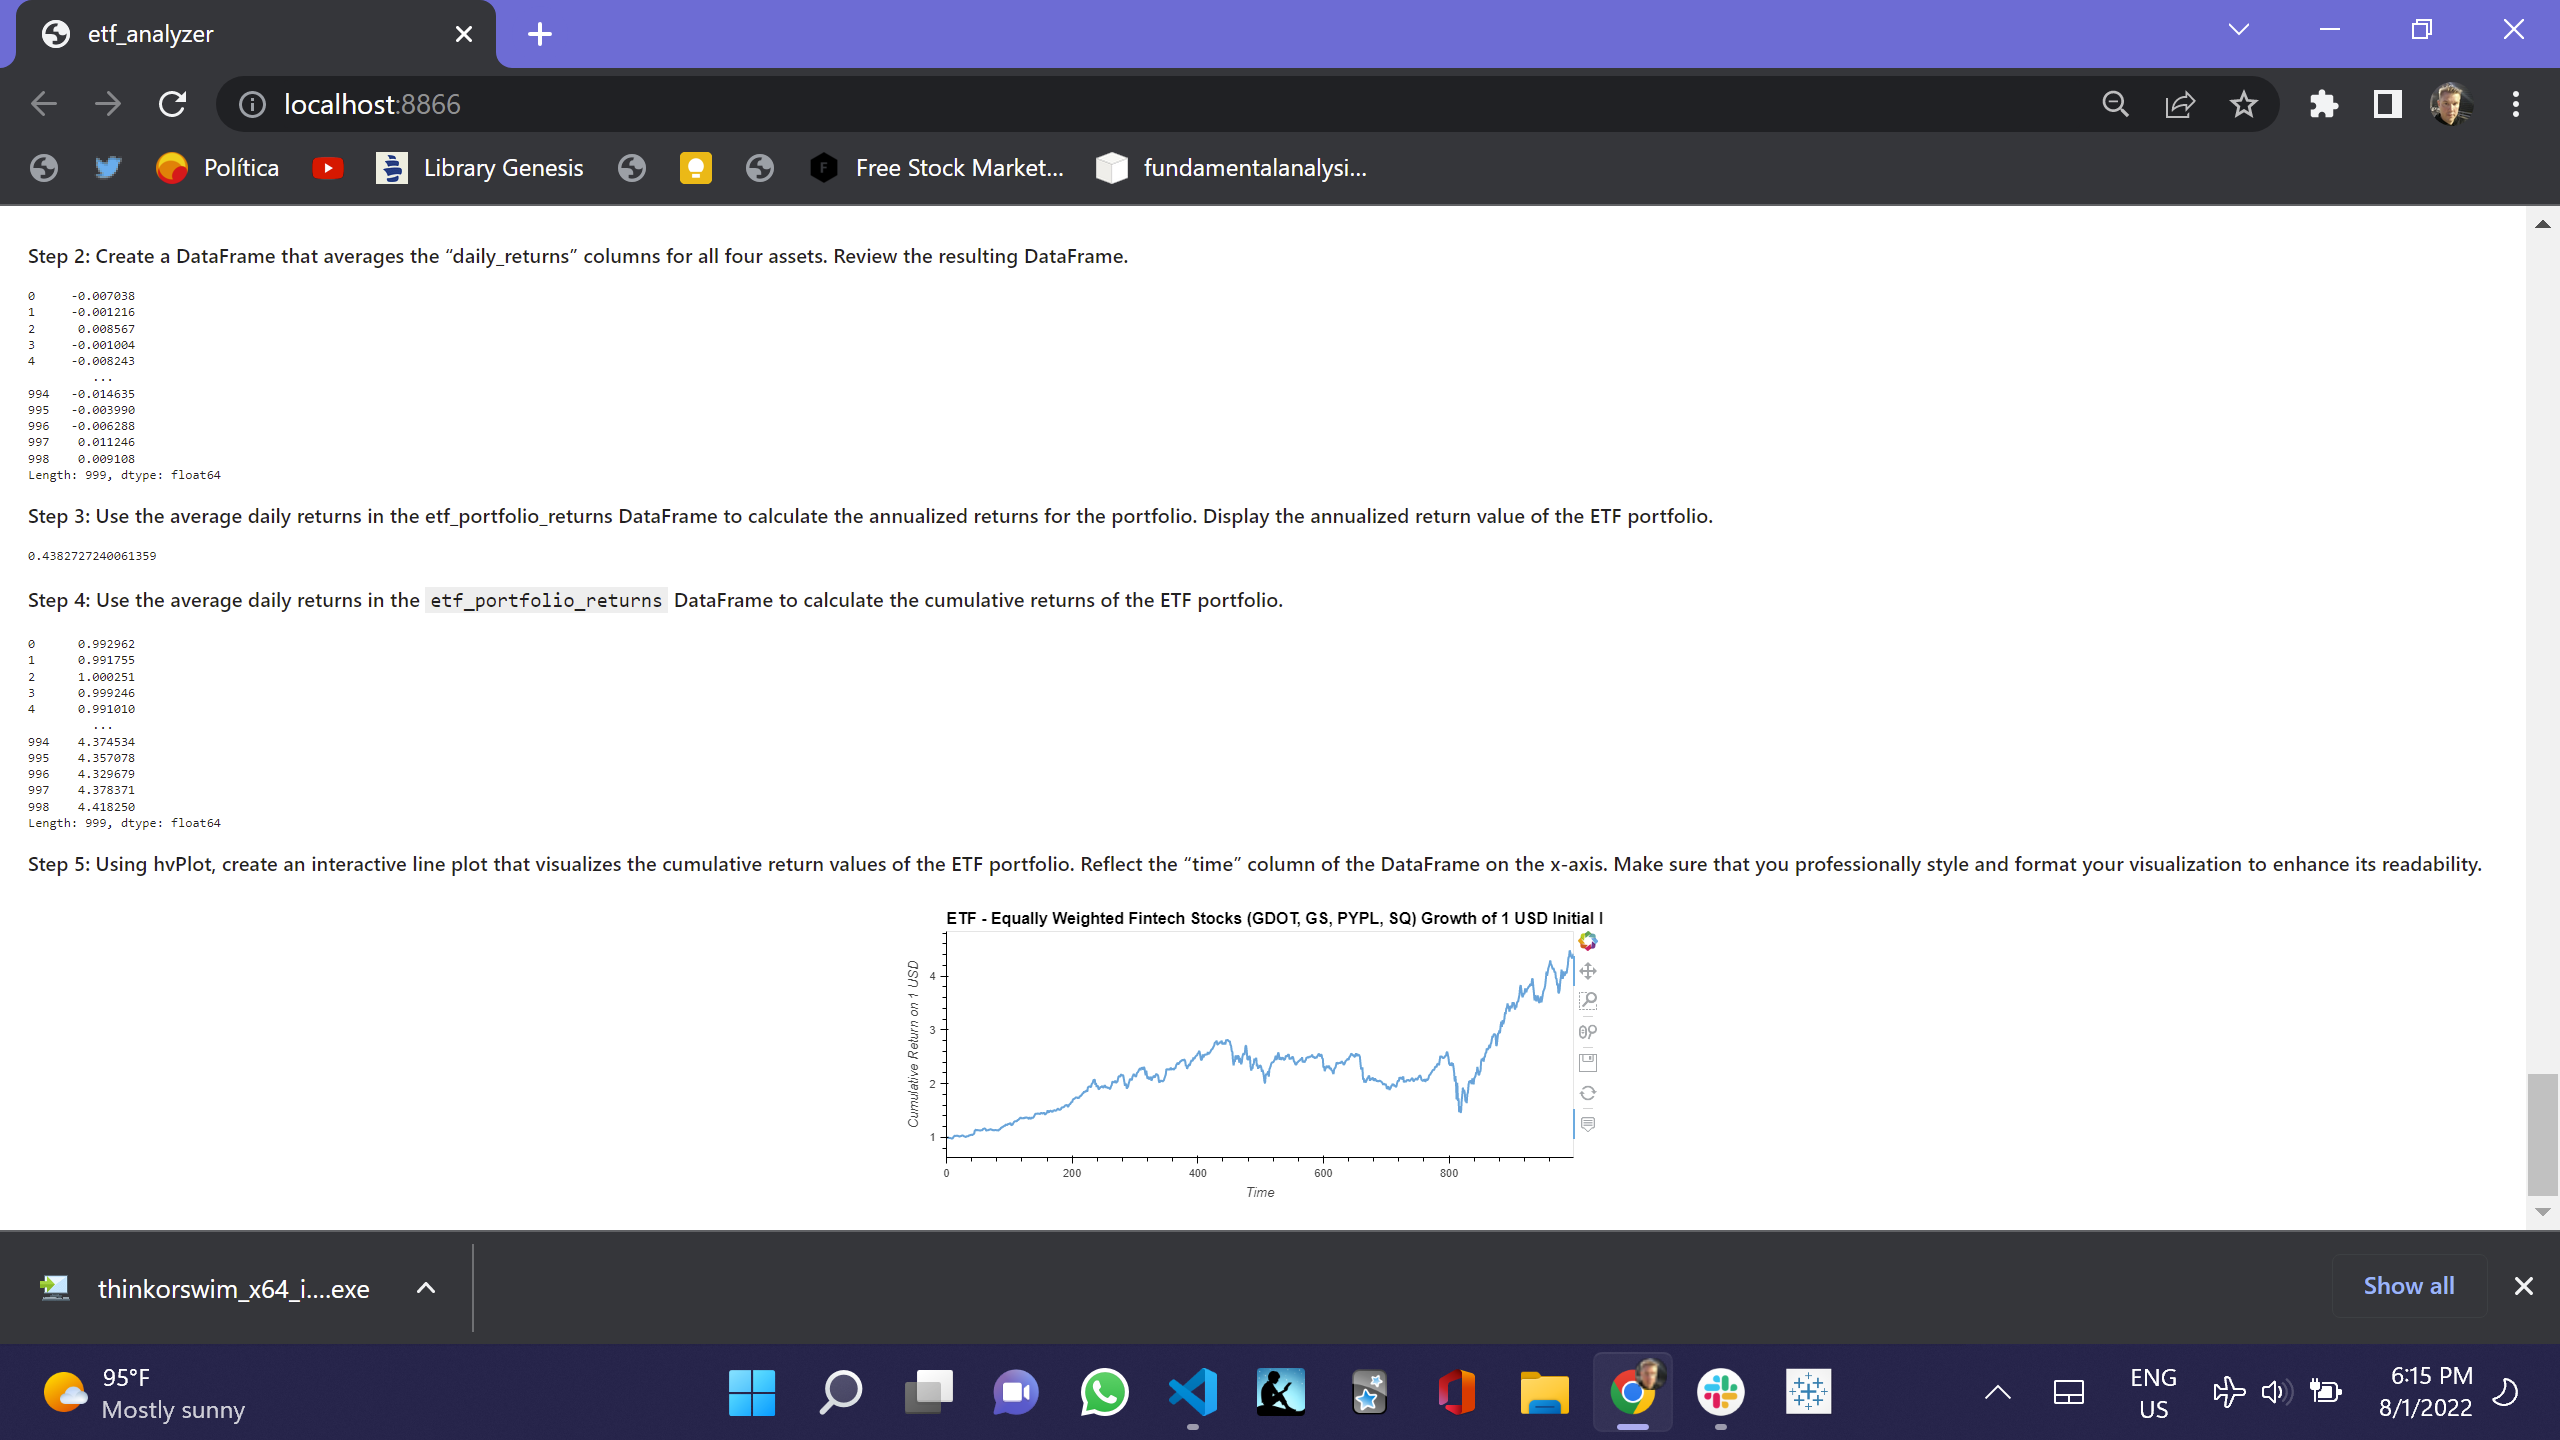 etf_analyzer
localhost:8866
Política
Library Genesis
Free Stock Market...
fundamentalanalysi...
Step 2: Create a DataFrame that averages the “daily_returns” columns for all four assets. Review the resulting DataFrame.
0 -0.007038
1 -0.001216
2 0.008567
3 -0.001004
4 -0.008243
...
994 -0.014635
995 -0.003990
996 -0.006288
997 0.011246
998 0.009108
Length: 999, dtype: float64
Step 3: Use the average daily returns in the etf_portfolio_returns DataFrame to calculate the annualized returns for the portfolio. Display the annualized return value of the ETF portfolio.
0.4382727240061359
Step 4: Use the average daily returns in the etf_portfolio_returns DataFrame to calculate the cumulative returns of the ETF portfolio.
0 0.992962
1 0.991755
2 1.000251
3 0.999246
4 0.991010
...
994 4.374534
995 4.357078
996 4.329679
997 4.378371
998 4.418250
Length: 999, dtype: float64
Step 5: Using hvPlot, create an interactive line plot that visualizes the cumulative return values of the ETF portfolio. Reflect the “time” column of the DataFrame on the x-axis. Make sure that you professionally style and format your visualization to enhance its readability.
ETF - Equally Weighted Fintech Stocks (GDOT, GS, PYPL, SQ) Growth of 1 USD Initial I
Cumulative Return on 1 USD
4
3
2
1
0 200 400 600 800
Time
thinkorswim_x64_i....exe
Show all
95°F
Mostly sunny
ENG
US
6:15 PM
8/1/2022